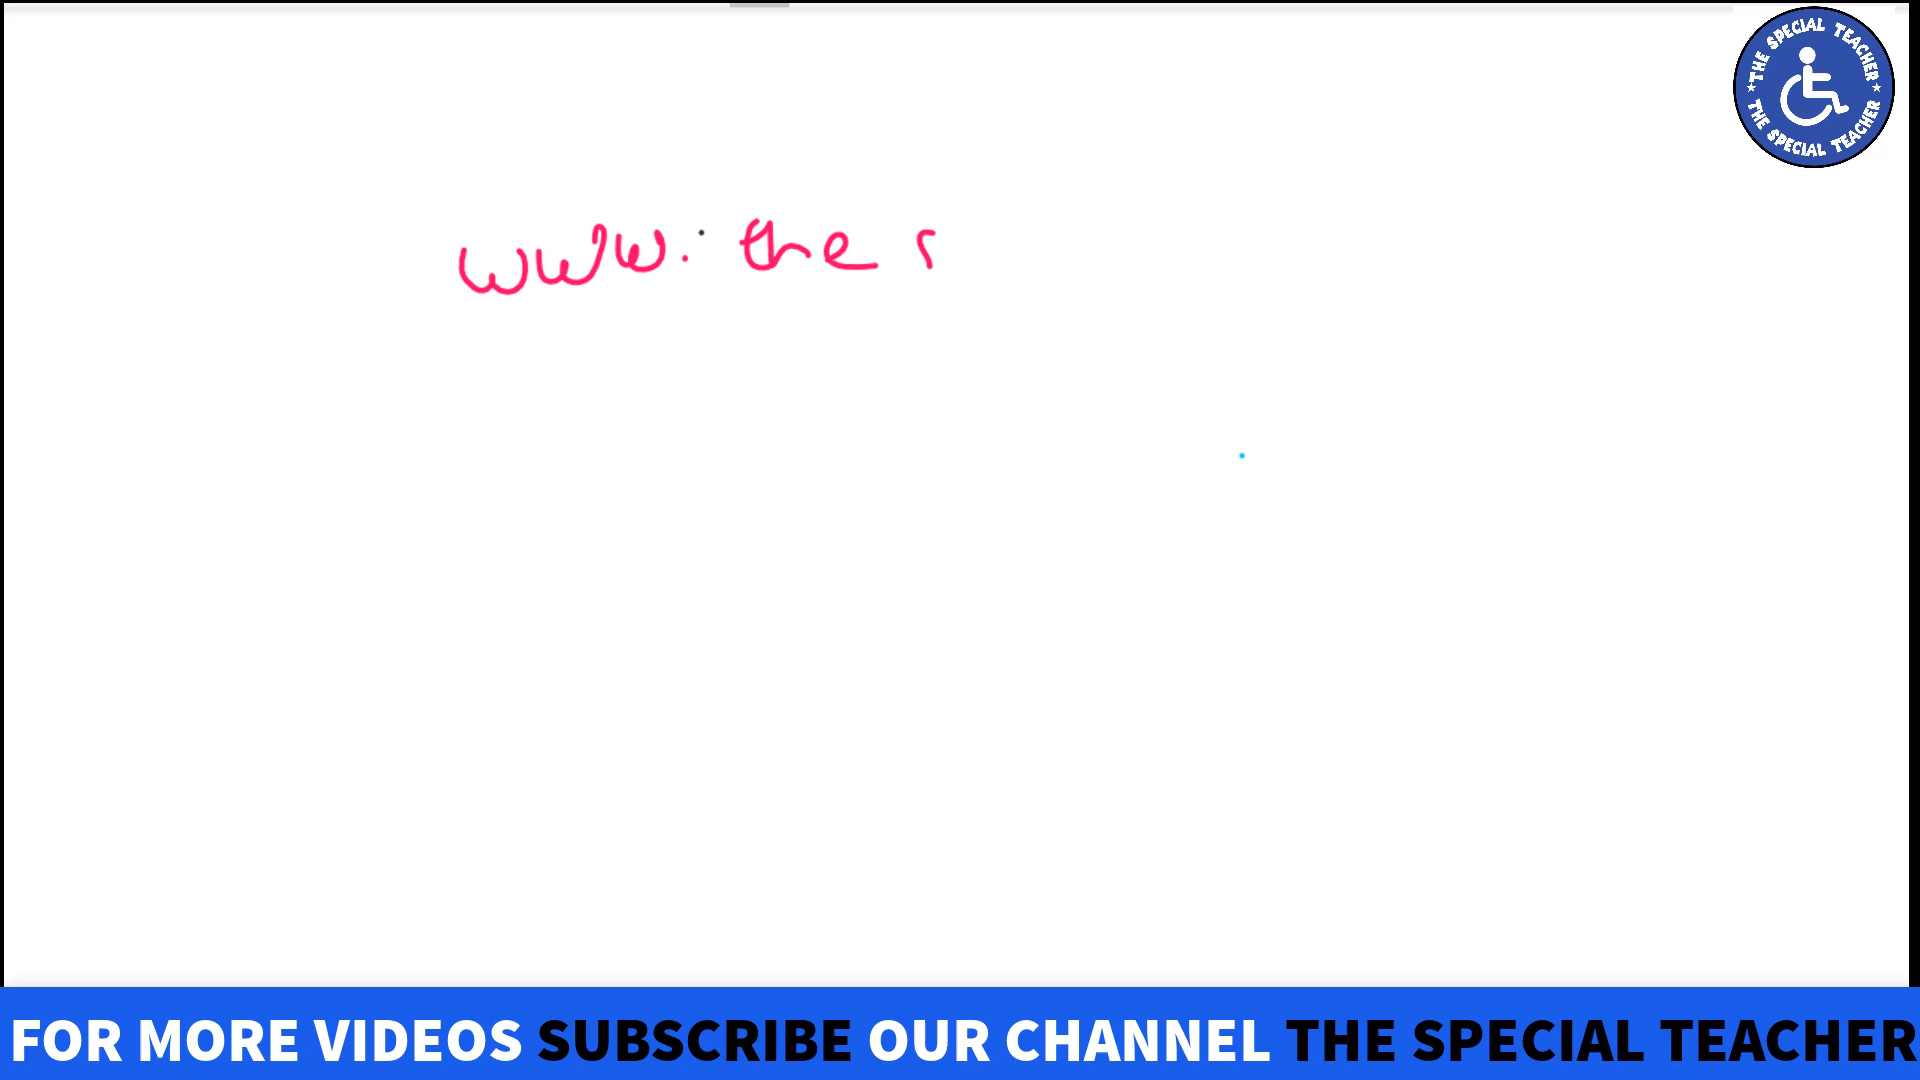 THE SPECIAL TEACHER
THE SPECIAL TEACHER
www. the
FOR MORE VIDEOS SUBSCRIBE OUR CHANNEL THE SPECIAL TEACHER